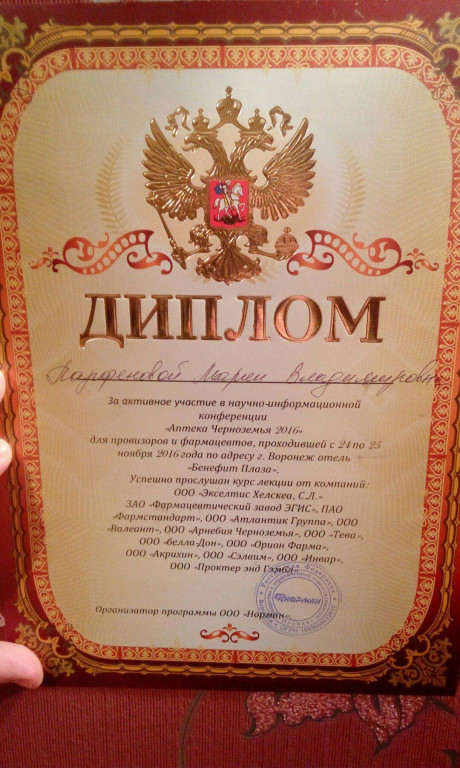 ДИПЛОМ
Парфеновой Марии Владимировне
За активное участие в научно-информационной
конференции
«Аптека Черноземья 2016»
для провизоров и фармацевтов, проходившей с 24 по 25
ноября 2016 года по адресу г. Воронеж отель
«Бенефит Плаза».
Успешно прослушан курс лекции от компаний:
ООО «Экселтис Хелскеа, С.Л.»
ЗАО «Фармацевтический завод ЭГИС», ПАО
«Фармстандарт», ООО «Атлантик Группа», ООО
«Валеант», ООО «Арнебия Черноземья», ООО «Тева»,
ООО «Белла-Дон», ООО «Орион Фарма»,
ООО «Акрихин», ООО «Сэлвим», ООО «Инвар»,
ООО «Проктер энд Гэмбл»
Организатор программы ООО «Норман»
НОРМАН